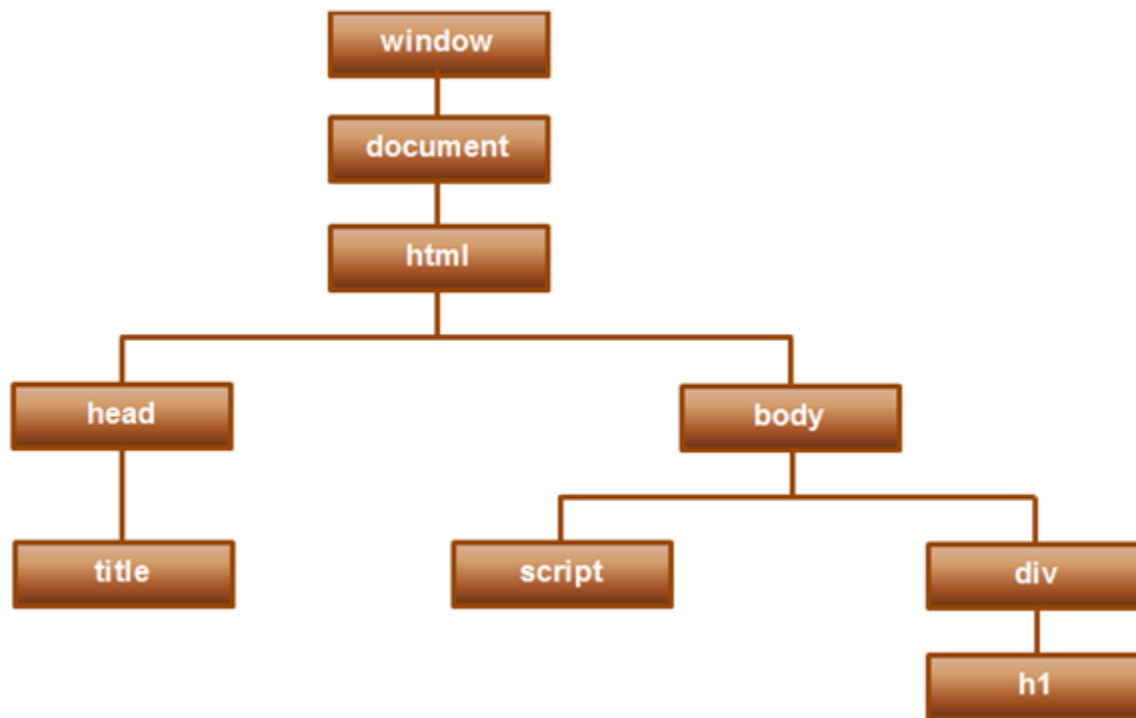 window
document
html
head
body
title
script
div
h1